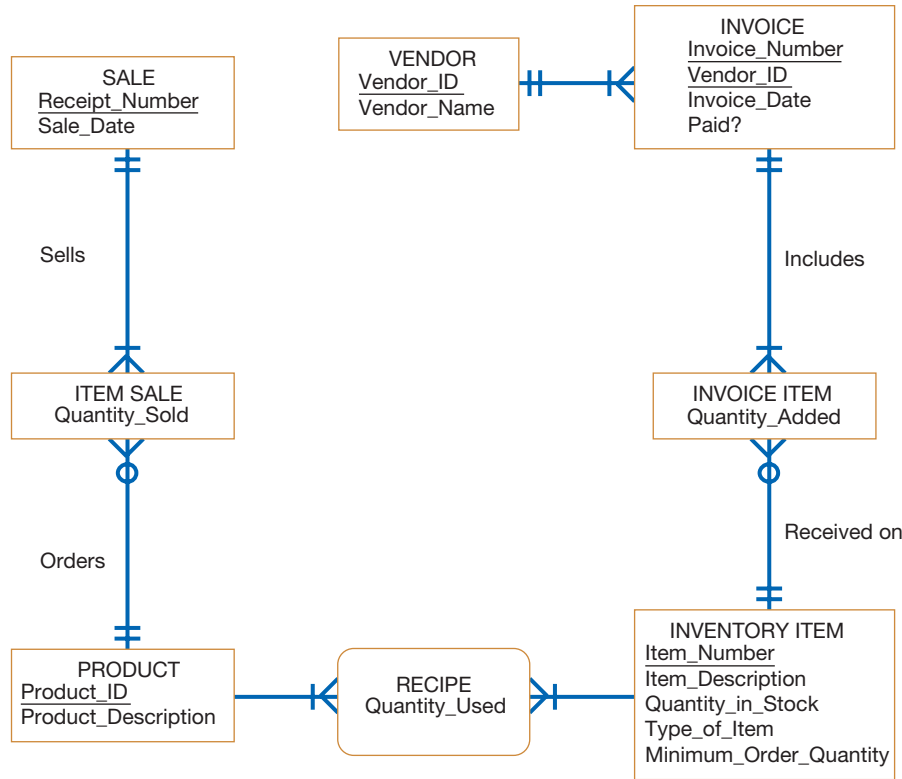 SALE
Receipt_Number
Sale_Date
VENDOR
Vendor_ID
Vendor_Name
INVOICE
Invoice_Number
Vendor_ID
Invoice_Date
Paid?
Sells
Includes
ITEM SALE
Quantity_Sold
INVOICE ITEM
Quantity_Added
Orders
Received on
PRODUCT
Product_ID
Product_Description
RECIPE
Quantity_Used
INVENTORY ITEM
Item_Number
Item_Description
Quantity_in_Stock
Type_of_Item
Minimum_Order_Quantity